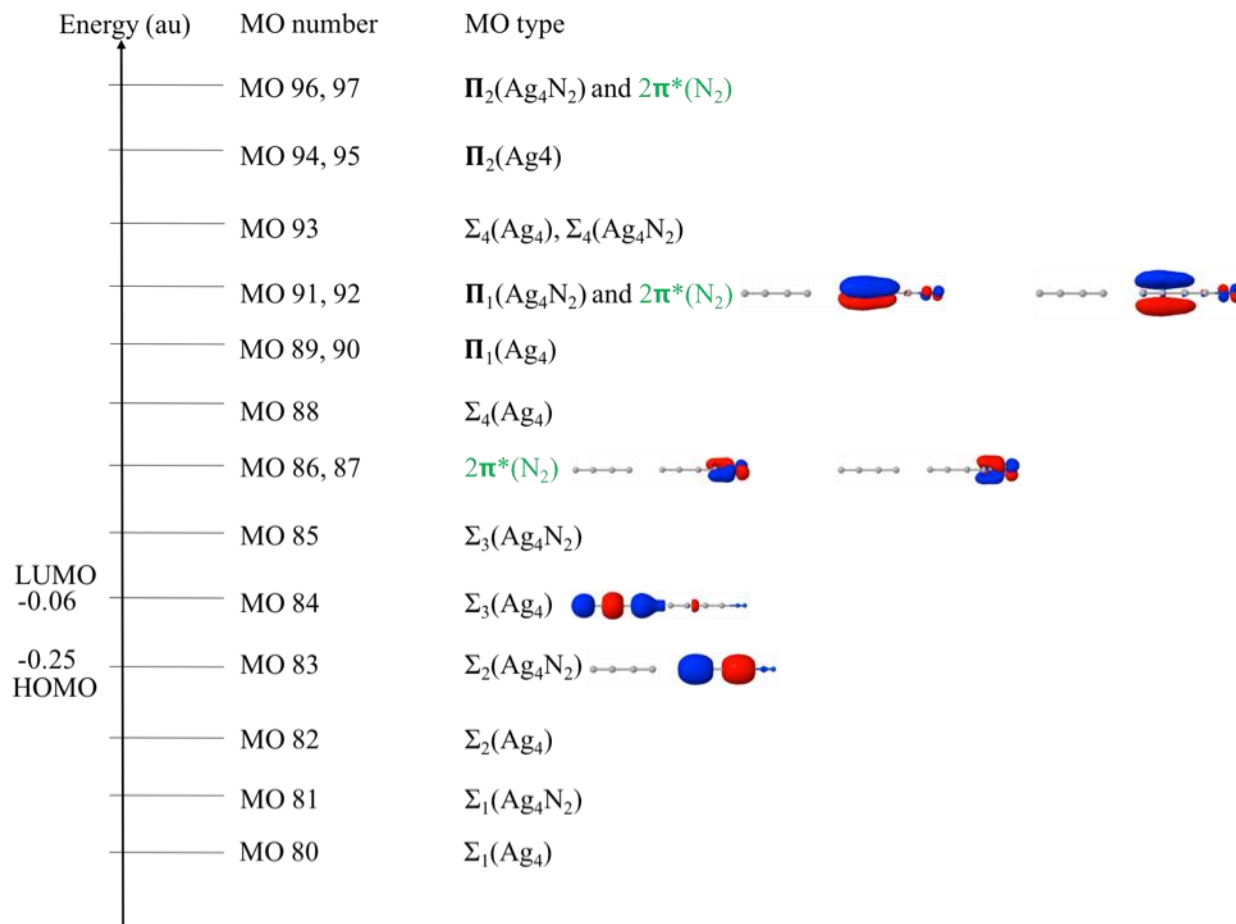 Energy (au) MO number MO type
MO 96, 97 Π₂(Ag₄N₂) and 2π*(N₂)
MO 94, 95 Π₂(Ag4)
MO 93 Σ₄(Ag₄), Σ₄(Ag₄N₂)
MO 91, 92 Π₁(Ag₄N₂) and 2π*(N₂)
MO 89, 90 Π₁(Ag₄)
MO 88 Σ₄(Ag₄)
MO 86, 87 2π*(N₂)
MO 85 Σ₃(Ag₄N₂)
LUMO
-0.06 MO 84 Σ₃(Ag₄)
-0.25 MO 83 Σ₂(Ag₄N₂)
HOMO
MO 82 Σ₂(Ag₄)
MO 81 Σ₁(Ag₄N₂)
MO 80 Σ₁(Ag₄)